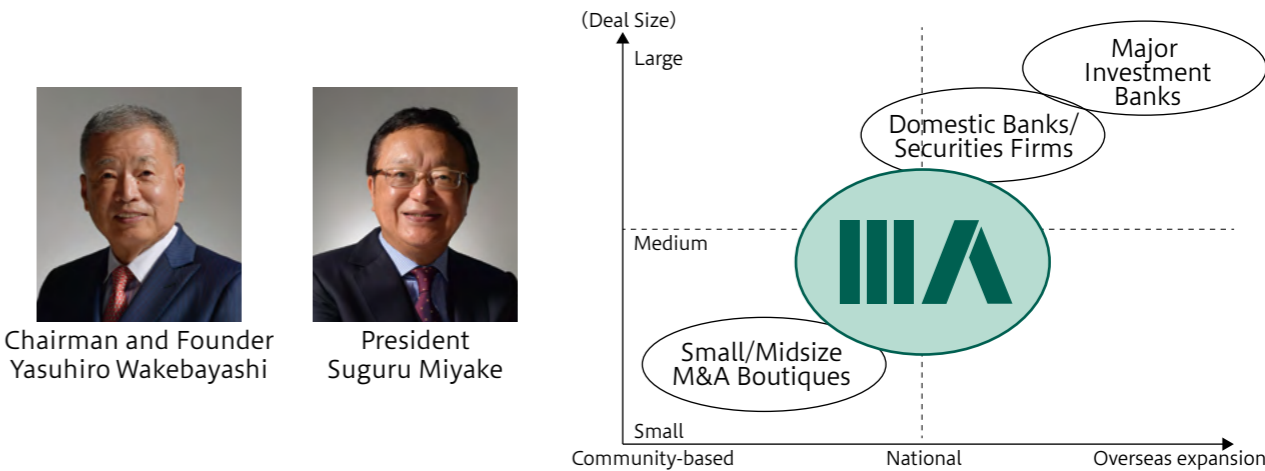 Chairman and Founder
Yasuhiro Wakebayashi
President
Suguru Miyake
(Deal Size)
Large
Medium
Small
Major
Investment
Banks
Domestic Banks/
Securities Firms
Small/Midsize
M&A Boutiques
Community-based
National
Overseas expansion